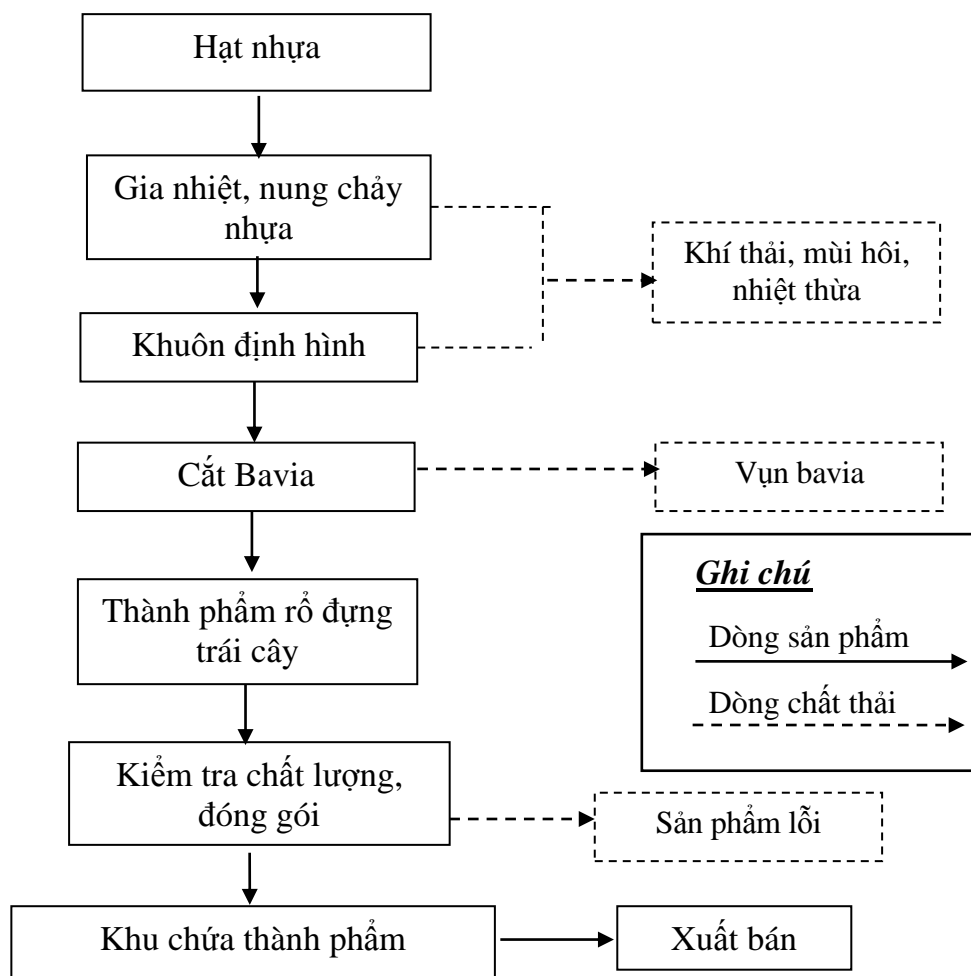 Hạt nhựa
Gia nhiệt, nung chảy
nhựa
Khí thải, mùi hôi,
nhiệt thừa
Khuôn định hình
Cắt Bavia
Vụn bavia
Ghi chú
Dòng sản phẩm
Dòng chất thải
Thành phẩm rổ đựng
trái cây
Kiểm tra chất lượng,
đóng gói
Sản phẩm lỗi
Khu chứa thành phẩm
Xuất bán